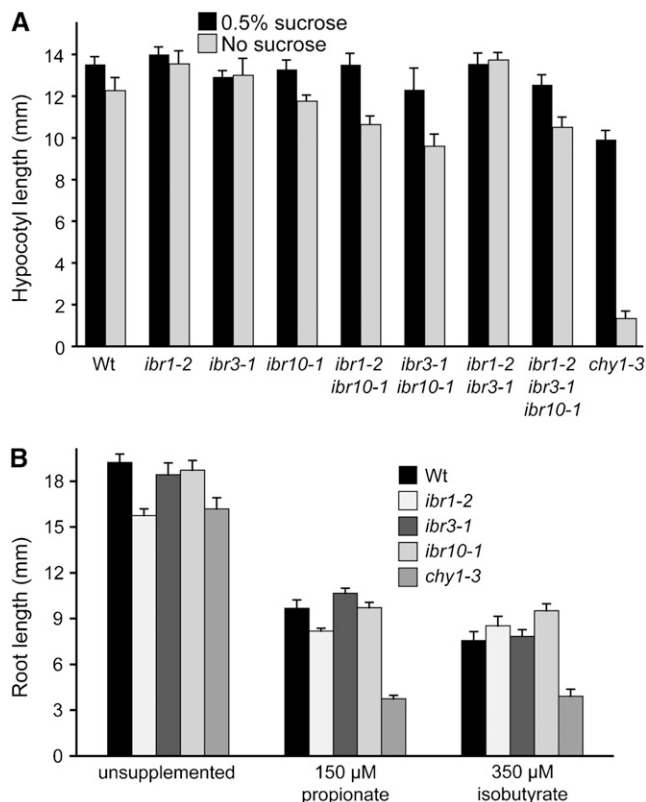 A
0.5% sucrose
No sucrose
Hypocotyl length (mm)
14
12
10
8
6
4
2
0
Wt
ibr1-2
ibr3-1
ibr10-1
ibr1-2
ibr10-1
ibr3-1
ibr10-1
ibr1-2
ibr3-1
ibr1-2
ibr3-1
ibr10-1
chy1-3
B
Wt
ibr1-2
ibr3-1
ibr10-1
chy1-3
Root length (mm)
18
15
12
9
6
3
0
unsupplemented
150 µM
propionate
350 µM
isobutyrate